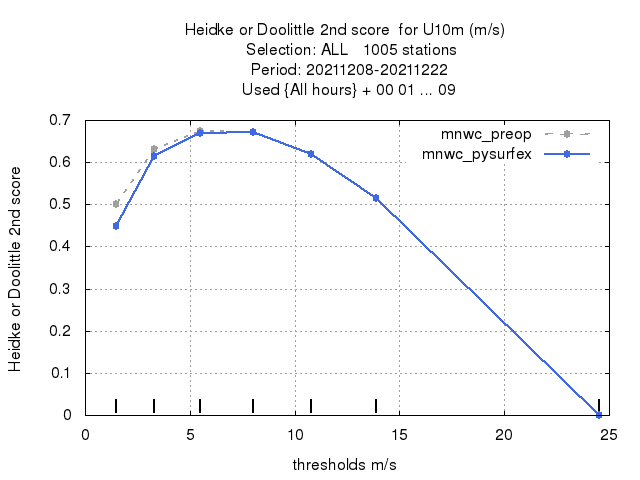 Heidke or Doolittle 2nd score  for U10m (m/s)
Selection: ALL   1005 stations
Period: 20211208-20211222
Used {All hours} + 00 01 ... 09
mnwc_preop
mnwc_pysurfex
Heidke or Doolittle 2nd score
0.7
0.6
0.5
0.4
0.3
0.2
0.1
0
0 5 10 15 20 25
thresholds m/s